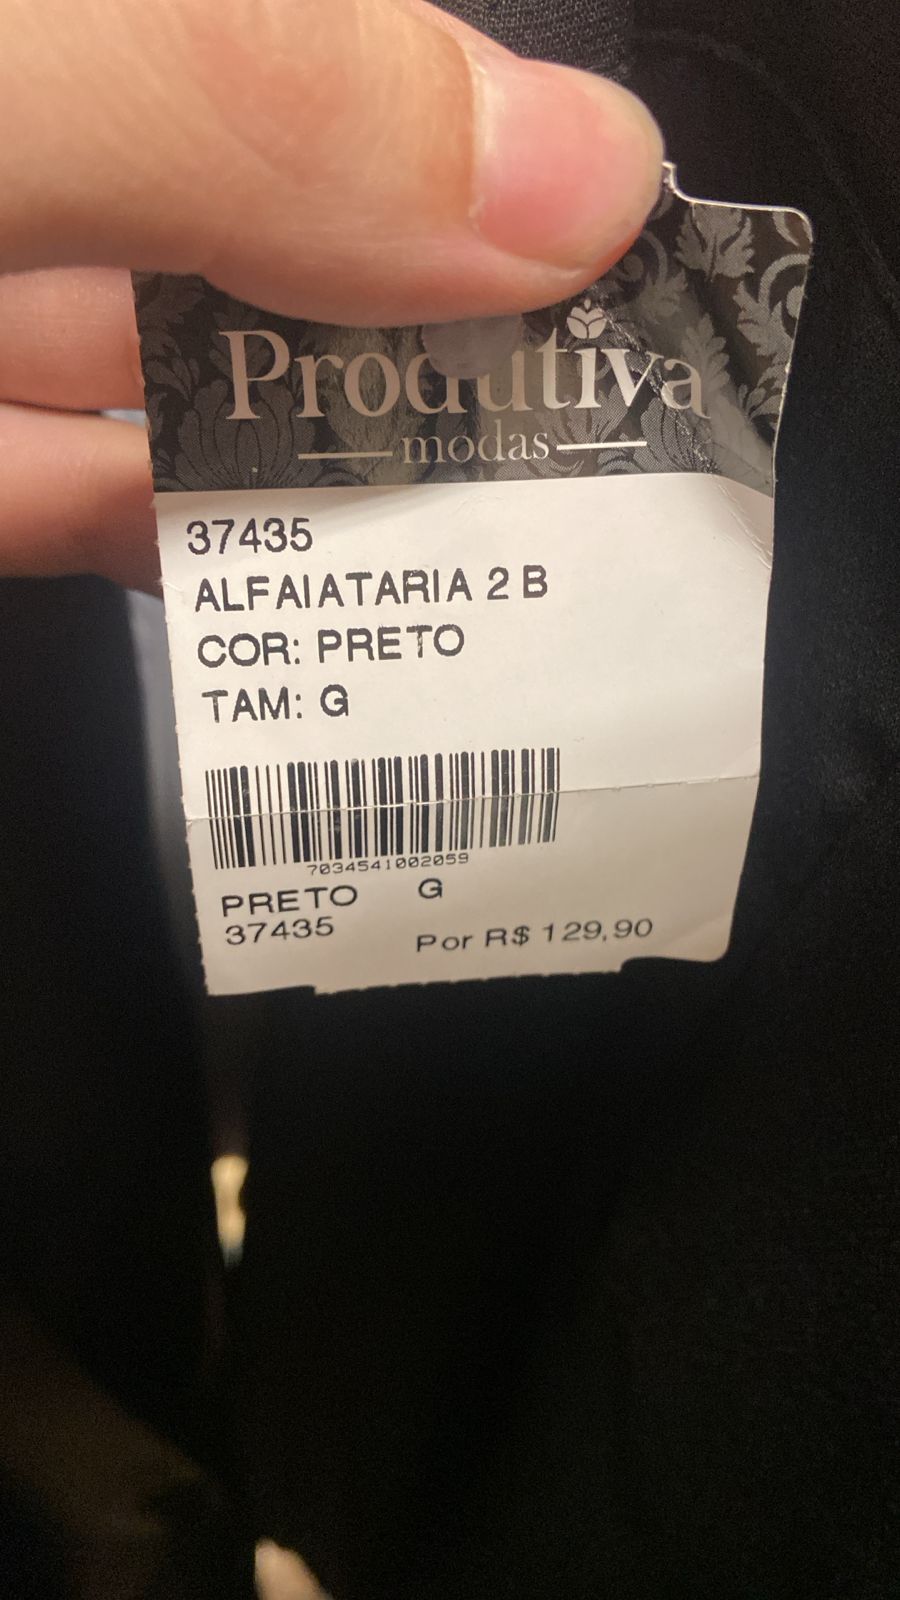 Produtiva
modas
37435
ALFAIATARIA 2 B
COR: PRETO
TAM: G
7034541002059
PRETO G
37435
Por R$ 129,90